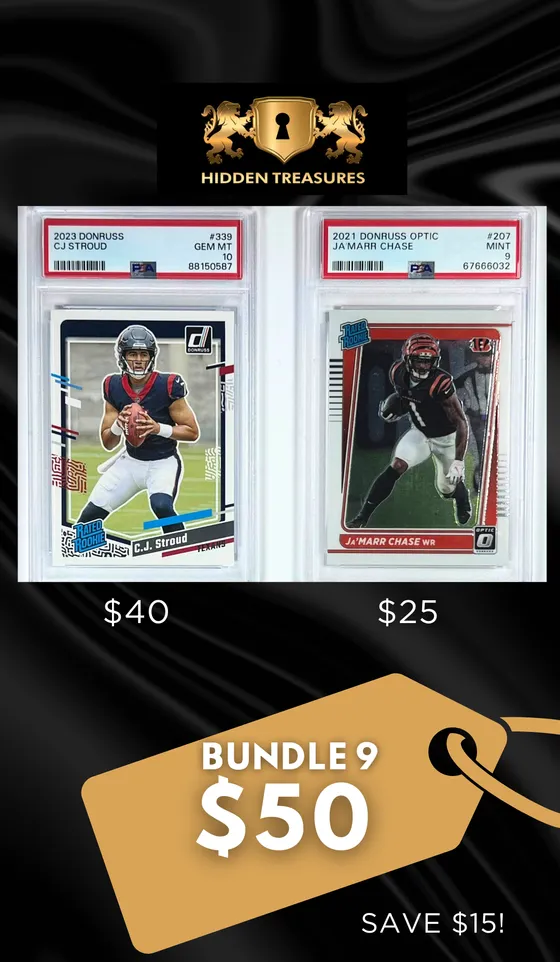 HIDDEN TREASURES
2023 DONRUSS #339
CJ STROUD GEM MT
10
PSA 88150587
2021 DONRUSS OPTIC #207
JA'MARR CHASE MINT
9
PSA 67666032
DONRUSS
RATED
ROOKIE
C.J. Stroud
TEXANS
RATED
ROOKIE
1
JA'MARR CHASE WR
OPTIC
DONRUSS
$40
$25
BUNDLE 9
$50
SAVE $15!